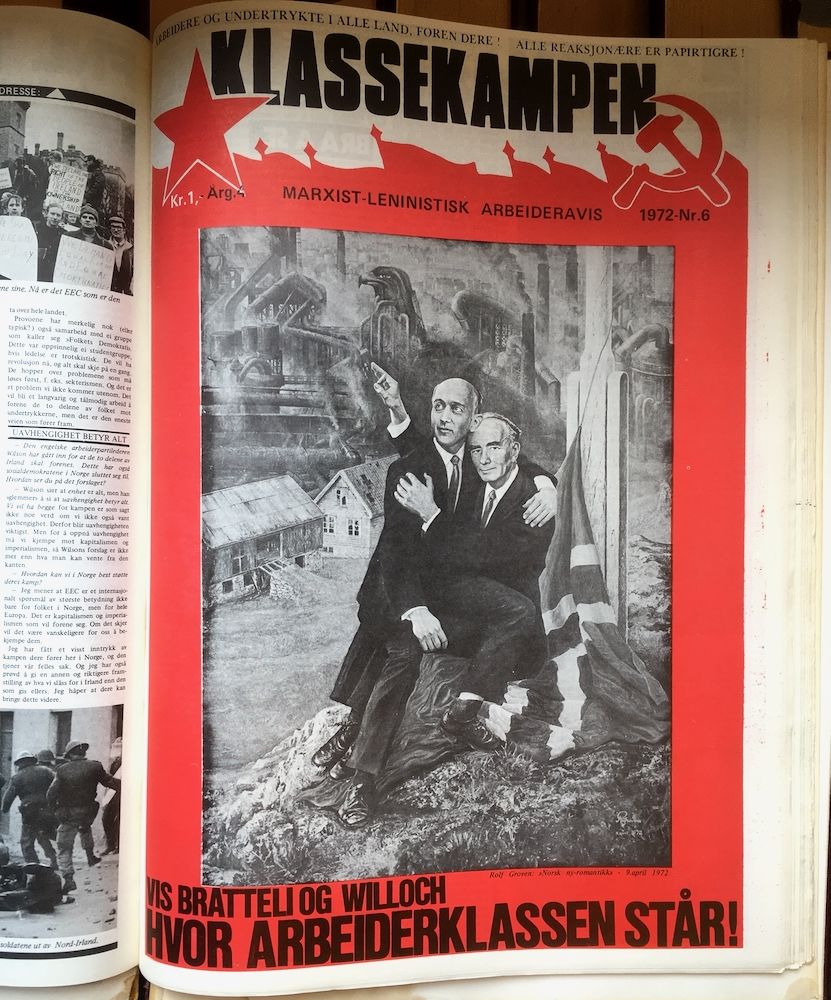 DRESSE:
RIGHT
ne sine. Nå er det EEC som er den
ta over hele landet.
Provoene har merkelig nok (eller
typisk?) også samarbeid med ei gruppe
som kaller seg »Folkets Demokrati».
Dette var opprinnelig ei studentgruppe,
hvis ledelse er trotskistisk. De vil ha
revolusjon nå, og alt skal skje på en gang.
De hopper over problemene som må
løses først, f. eks. sekterismen. Og det er
et problem vi ikke kommer utenom. Det
vil bli et langvarig og tålmodig arbeid å
forene de to delene av folket mot
undertrykkerne, men det er den eneste
veien som fører fram.
UAVHENGIGHET BETYR ALT
– Den engelske arbeiderpartilederen
Wilson har gått inn for at de to delene av
Irland skal forenes. Dette har også
sosialdemokratene i Norge sluttet seg til.
Hvordan ser du på det forslaget?
– Wilson sier at enhet er alt, men han
»glemmer» å si at uavhengighet betyr alt.
Vi vil ha begge for kampen er som sagt
ikke noe verd om vi ikke også vant
uavhengighet. Derfor blir uavhengigheten
viktigst. Men for å oppnå uavhengighet
må vi kjempe mot kapitalismen og
imperialismen, så Wilsons forslag er ikke
mer enn hva man kan vente fra den
kanten.
– Hvordan kan vi i Norge best støtte
deres kamp?
– Jeg mener at EEC er et internasjo-
nalt spørsmål av største betydning ikke
bare for folket i Norge, men for hele
Europa. Det er kapitalismen og imperia-
lismen som vil forene seg. Om det skjer
vil det være vanskeligere for oss å be-
kjempe dem.
Jeg har fått et visst inntrykk av
kampen dere fører her i Norge, og den
tjener vår felles sak. Og jeg har også
prøvd å gi en annen og riktigere fram-
stilling av hva vi slåss for i Irland enn den
som gis ellers. Jeg håper at dere kan
bringe dette videre.
soldatene ut av Nord-Irland.
ARBEIDERE OG UNDERTRYKTE I ALLE LAND, FOREN DERE ! ALLE REAKSJONÆRE ER PAPIRTIGRE !
KLASSEKAMPEN
Kr. 1,- Årg.4 MARXIST-LENINISTISK ARBEIDERAVIS 1972-Nr.6
Rolf Groven: »Norsk ny-romantikk» - 9.april 1972
VIS BRATTELI OG WILLOCH
HVOR ARBEIDERKLASSEN STÅR!